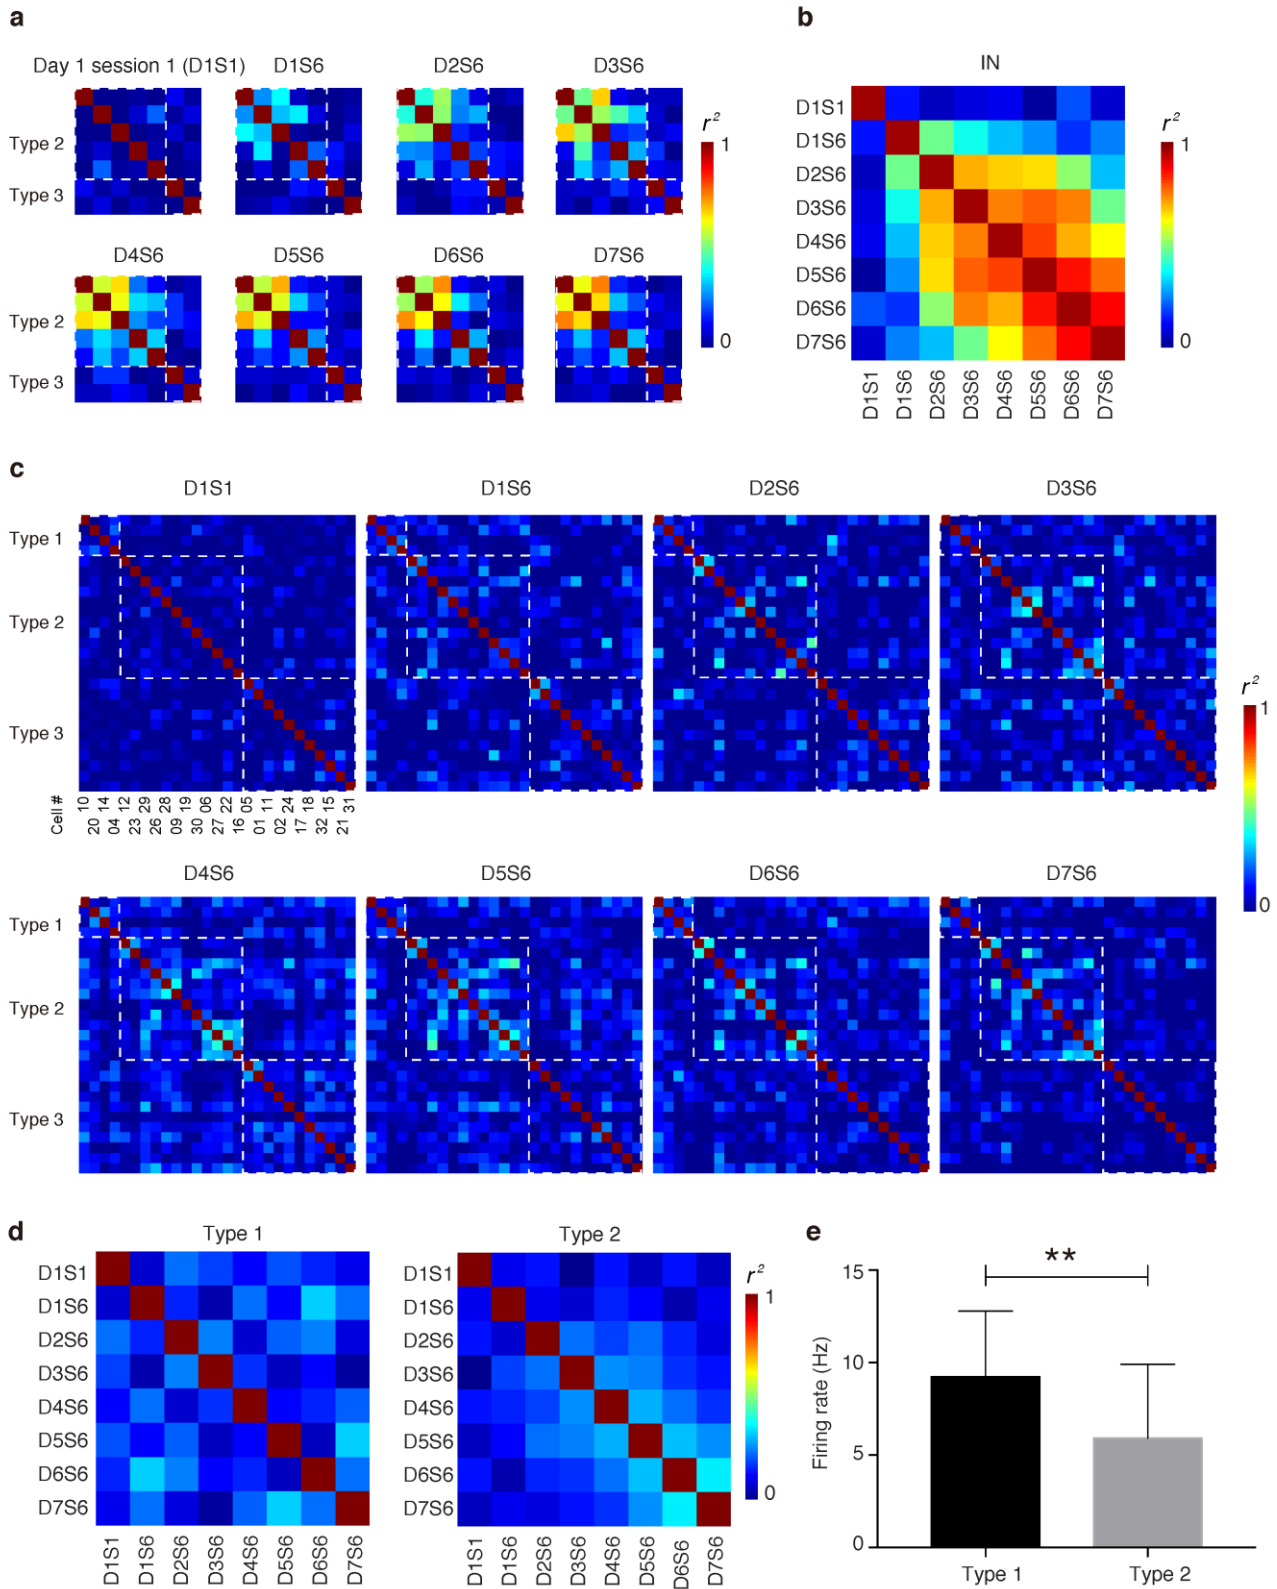 a
Day 1 session 1 (D1S1)
D1S6
D2S6
D3S6
Type 2
Type 3
r²
1
0
D4S6
D5S6
D6S6
D7S6
Type 2
Type 3
b
IN
D1S1
D1S6
D2S6
D3S6
D4S6
D5S6
D6S6
D7S6
D1S1
D1S6
D2S6
D3S6
D4S6
D5S6
D6S6
D7S6
r²
1
0
c
D1S1
D1S6
D2S6
D3S6
Type 1
Type 2
Type 3
Cell #
10 14 12 29 28 19 06 22 05 11 24 18 15 31
20 04 23 26 09 30 27 16 01 02 17 32 21
r²
1
0
D4S6
D5S6
D6S6
D7S6
Type 1
Type 2
Type 3
d
Type 1
D1S1
D1S6
D2S6
D3S6
D4S6
D5S6
D6S6
D7S6
D1S1
D1S6
D2S6
D3S6
D4S6
D5S6
D6S6
D7S6
Type 2
D1S1
D1S6
D2S6
D3S6
D4S6
D5S6
D6S6
D7S6
D1S1
D1S6
D2S6
D3S6
D4S6
D5S6
D6S6
D7S6
r²
1
0
e
**
Firing rate (Hz)
15
10
5
0
Type 1
Type 2